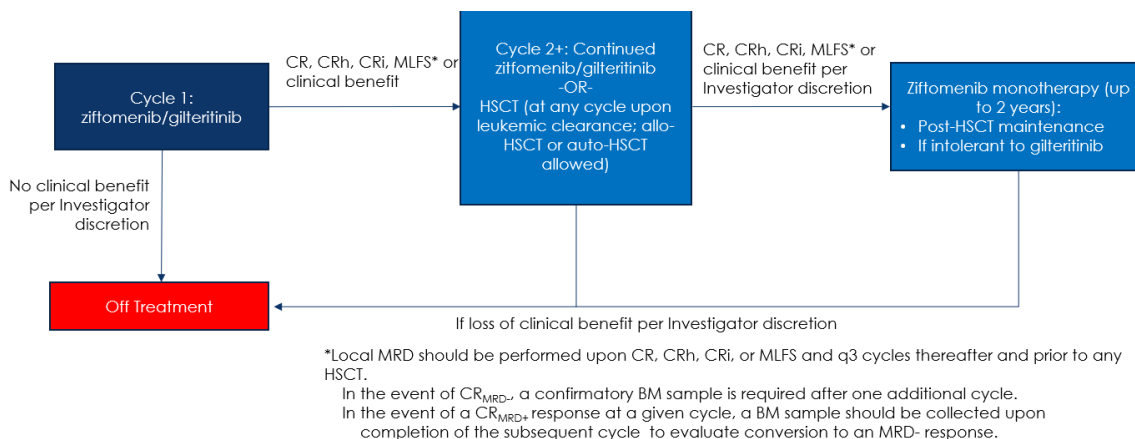 Cycle 1:
ziftomenib/gilteritinib
CR, CRh, CRi, MLFS* or
clinical benefit
Cycle 2+: Continued
zitfomenib/gilteritinib
-OR-
HSCT (at any cycle upon
leukemic clearance; allo-
HSCT or auto-HSCT
allowed)
CR, CRh, CRi, MLFS* or
clinical benefit per
Investigator discretion
Ziftomenib monotherapy (up
to 2 years):
• Post-HSCT maintenance
• If intolerant to gilteritinib
No clinical benefit
per Investigator
discretion
Off Treatment
If loss of clinical benefit per Investigator discretion
*Local MRD should be performed upon CR, CRh, CRi, or MLFS and q3 cycles thereafter and prior to any
HSCT.
In the event of CRMRD-, a confirmatory BM sample is required after one additional cycle.
In the event of a CRMRD+ response at a given cycle, a BM sample should be collected upon
completion of the subsequent cycle to evaluate conversion to an MRD- response.